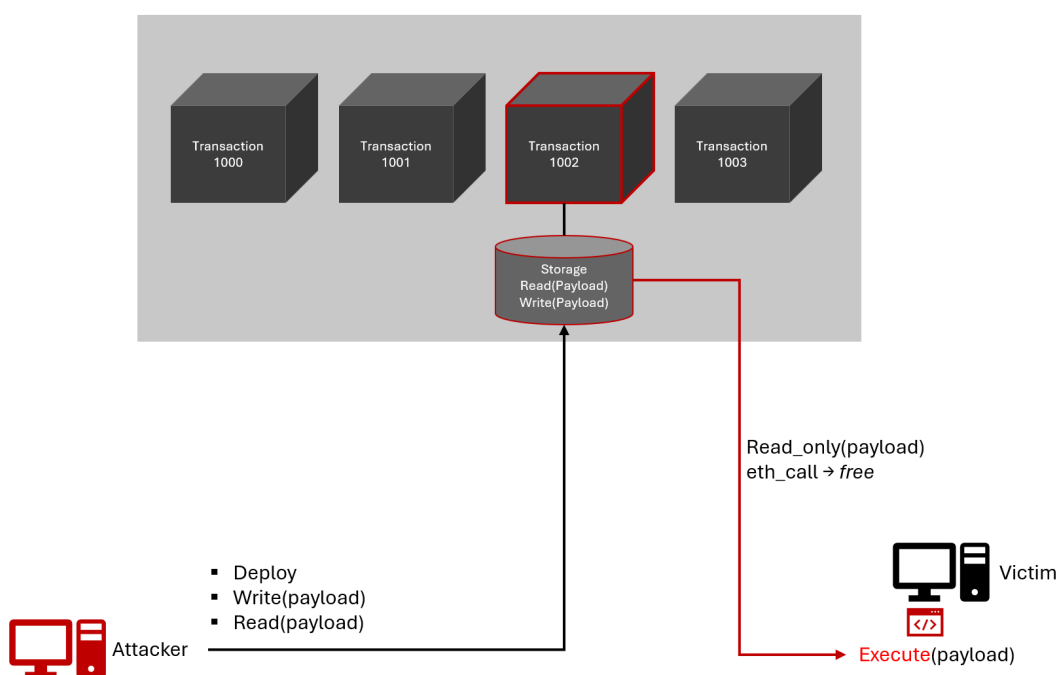 Transaction
1000
Transaction
1001
Transaction
1002
Transaction
1003
Storage
Read(Payload)
Write(Payload)
Read_only(payload)
eth_call → free
▪ Deploy
▪ Write(payload)
▪ Read(payload)
Attacker
Victim
</>
Execute(payload)